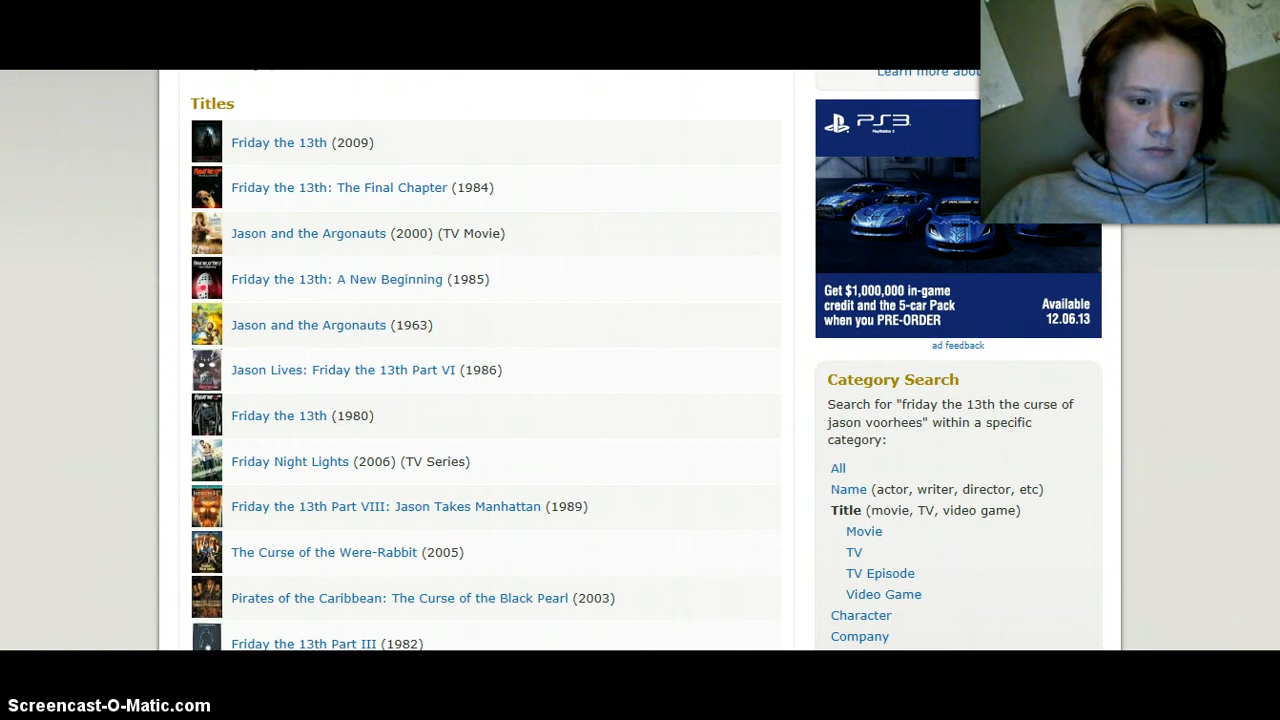 Learn more abou
Titles
Friday the 13th (2009)
Friday the 13th: The Final Chapter (1984)
Jason and the Argonauts (2000) (TV Movie)
Friday the 13th: A New Beginning (1985)
Jason and the Argonauts (1963)
Jason Lives: Friday the 13th Part VI (1986)
Friday the 13th (1980)
Friday Night Lights (2006) (TV Series)
Friday the 13th Part VIII: Jason Takes Manhattan (1989)
The Curse of the Were-Rabbit (2005)
Pirates of the Caribbean: The Curse of the Black Pearl (2003)
Friday the 13th Part III (1982)
PS3
PlayStation 3
Get $1,000,000 in-game
credit and the 5-car Pack
when you PRE-ORDER
Available
12.06.13
ad feedback
Category Search
Search for "friday the 13th the curse of
jason voorhees" within a specific
category:
All
Name (actor, writer, director, etc)
Title (movie, TV, video game)
Movie
TV
TV Episode
Video Game
Character
Company
Screencast-O-Matic.com